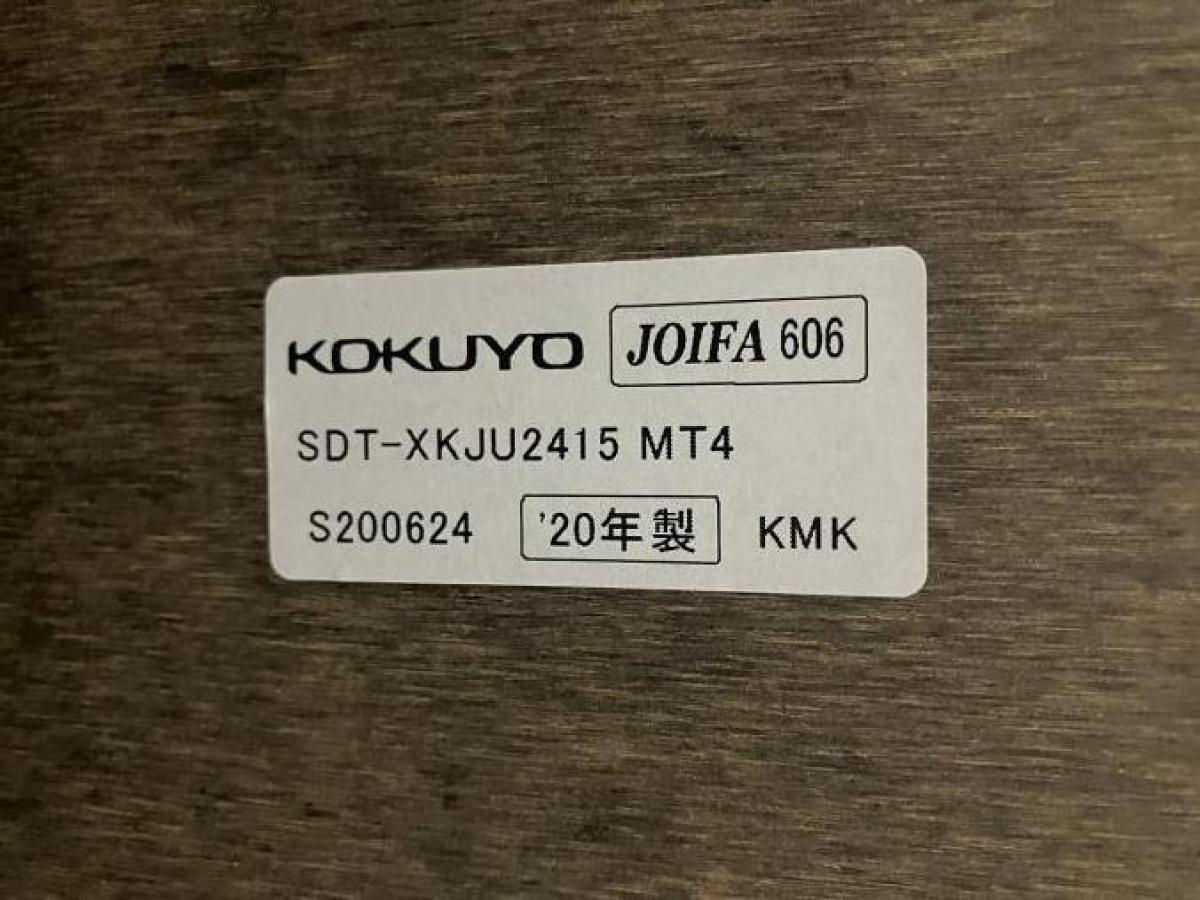 KOKUYO JOIFA 606
SDT-XKJU2415 MT4
S200624 '20年製 KMK